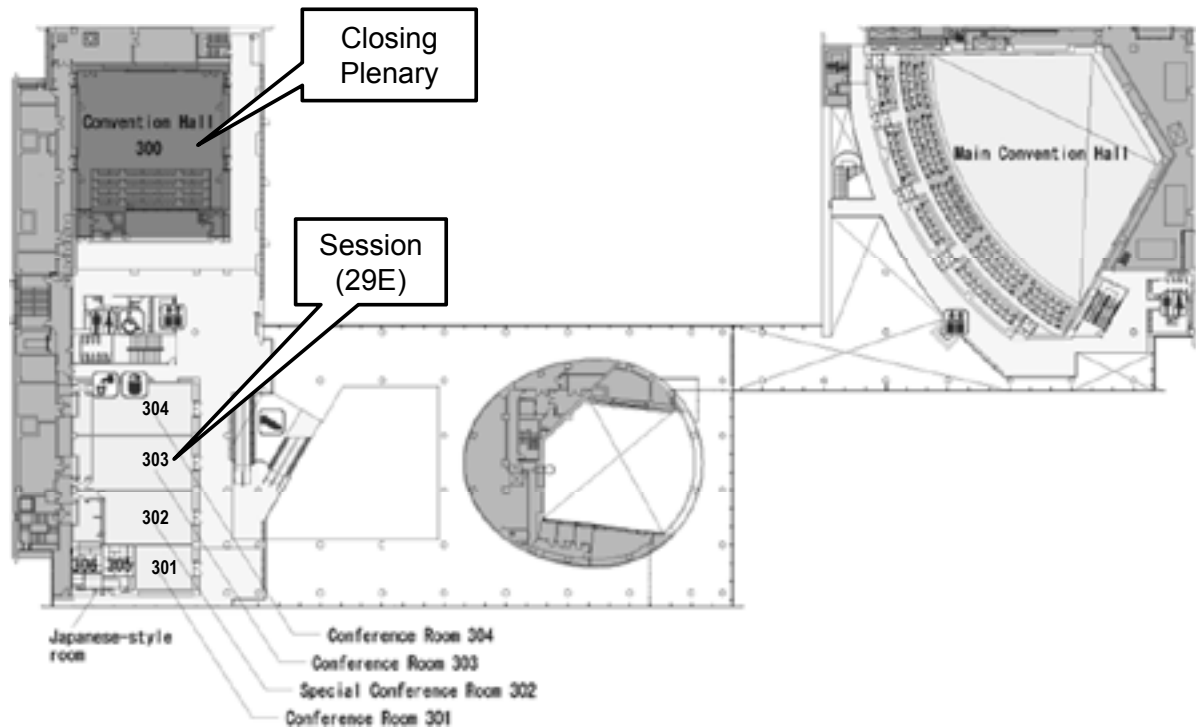 Closing
Plenary
Convention Hall
300
Main Convention Hall
Session
(29E)
304
303
302
301
306
305
Japanese-style
room
Conference Room 304
Conference Room 303
Special Conference Room 302
Conference Room 301